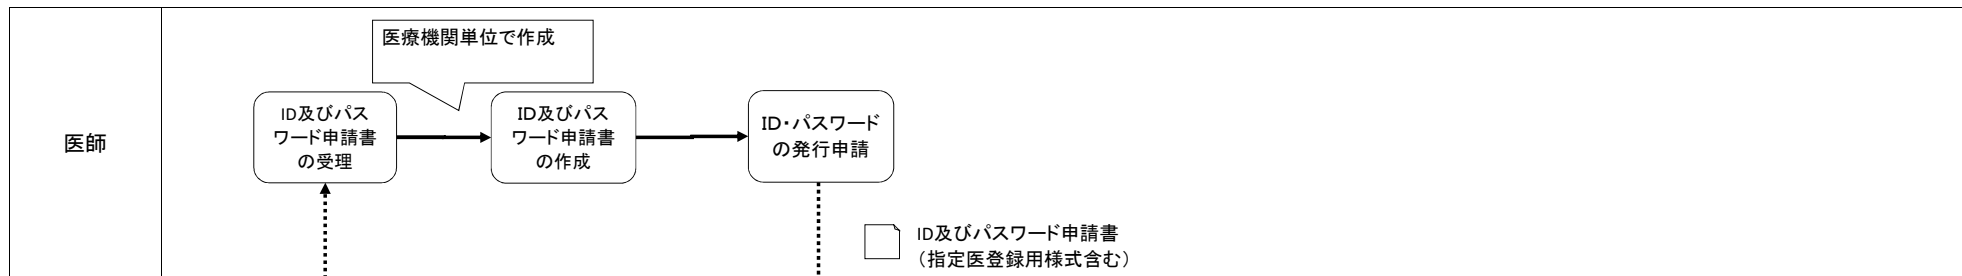 医療機関単位で作成
医師
ID及びパス
ワード申請書
の受理
ID及びパス
ワード申請書
の作成
ID・パスワード
の発行申請
ID及びパスワード申請書
(指定医登録用様式含む)